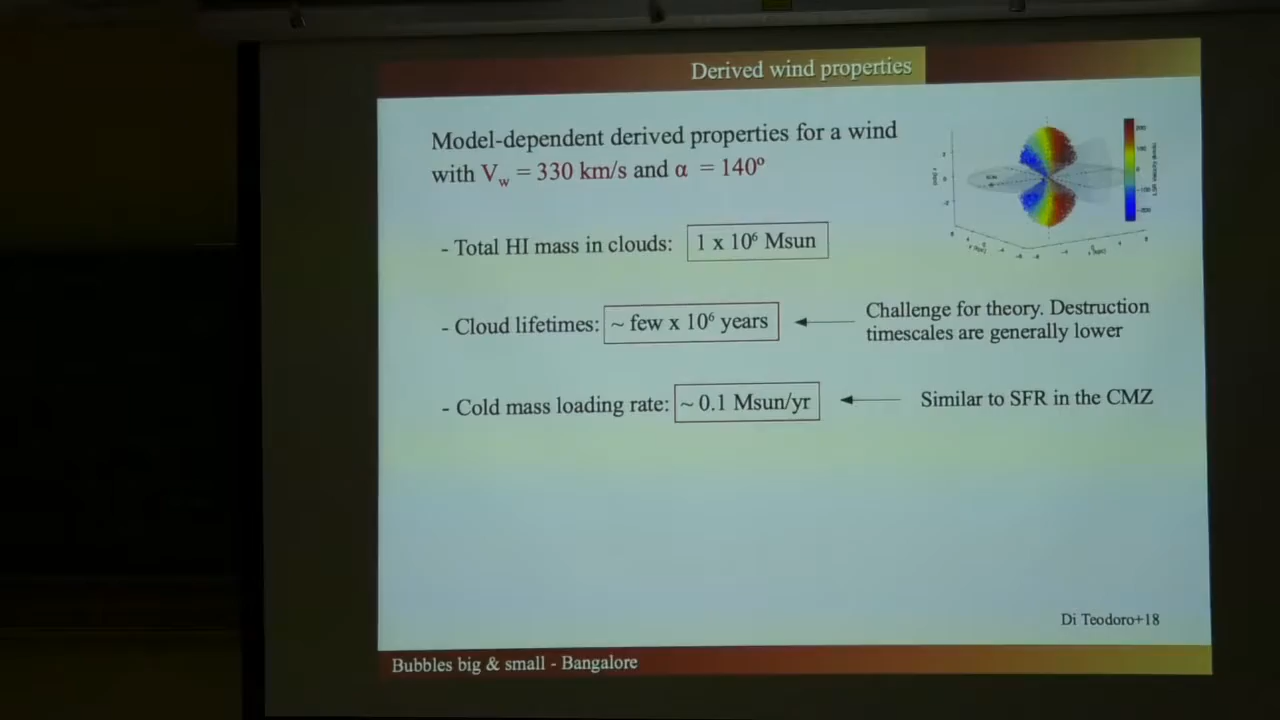 Derived wind properties
Model-dependent derived properties for a wind
with Vw = 330 km/s and α = 140º
- Total HI mass in clouds: 1 x 10⁶ Msun
- Cloud lifetimes: ~ few x 10⁶ years
Challenge for theory. Destruction
timescales are generally lower
- Cold mass loading rate: ~ 0.1 Msun/yr
Similar to SFR in the CMZ
Di Teodoro+18
Bubbles big & small - Bangalore